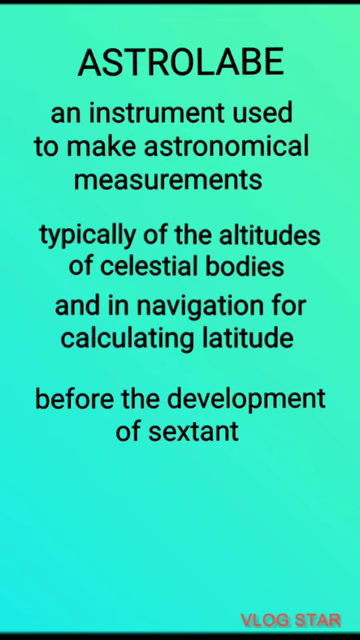 ASTROLABE
an instrument used
to make astronomical
measurements
typically of the altitudes
of celestial bodies
and in navigation for
calculating latitude
before the development
of sextant
VLOG STAR